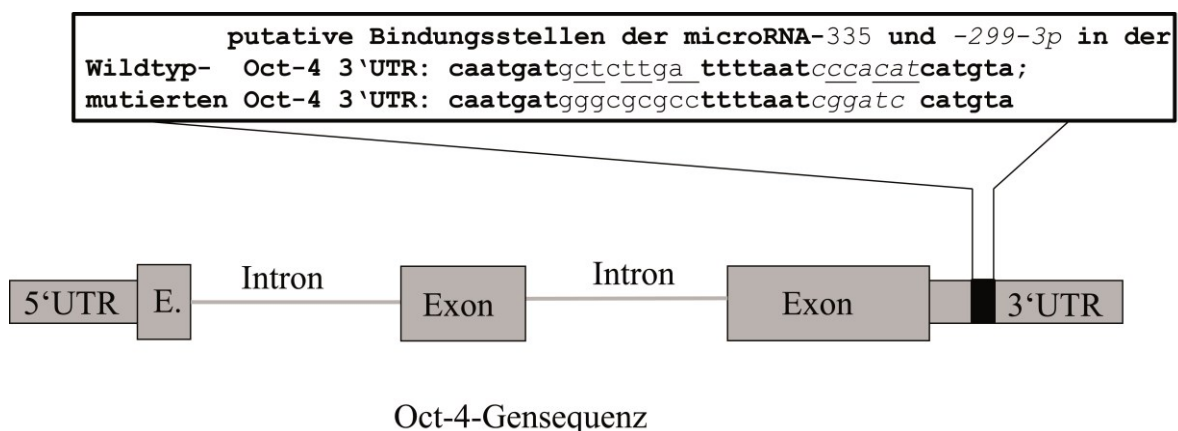 putative Bindungsstellen der microRNA-335 und -299-3p in der
Wildtyp- Oct-4 3‘UTR: caatgatgctcttga ttttaatcccacatcatgta;
mutierten Oct-4 3‘UTR: caatgatgggcgcgccttttaatcggatc catgta
5‘UTR E. Intron Exon Intron Exon 3‘UTR
Oct-4-Gensequenz